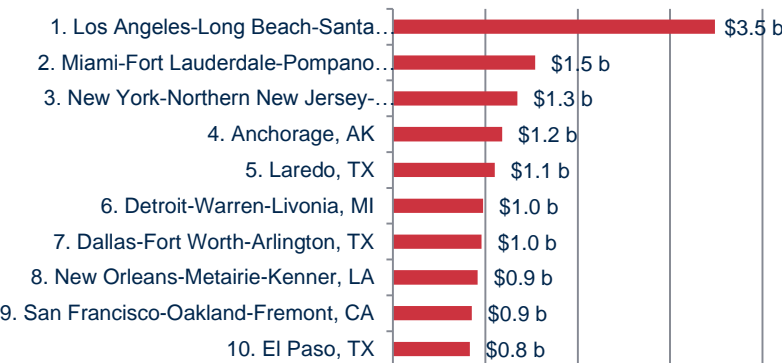 1. Los Angeles-Long Beach-Santa… $3.5 b
2. Miami-Fort Lauderdale-Pompano… $1.5 b
3. New York-Northern New Jersey-… $1.3 b
4. Anchorage, AK $1.2 b
5. Laredo, TX $1.1 b
6. Detroit-Warren-Livonia, MI $1.0 b
7. Dallas-Fort Worth-Arlington, TX $1.0 b
8. New Orleans-Metairie-Kenner, LA $0.9 b
9. San Francisco-Oakland-Fremont, CA $0.9 b
10. El Paso, TX $0.8 b